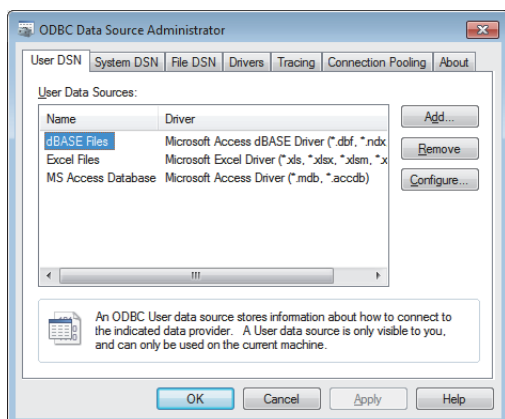 ODBC Data Source Administrator
User DSN System DSN File DSN Drivers Tracing Connection Pooling About
User Data Sources:
Name Driver
dBASE Files Microsoft Access dBASE Driver (*.dbf, *.ndx
Excel Files Microsoft Excel Driver (*.xls, *.xlsx, *.xlsm, *.x
MS Access Database Microsoft Access Driver (*.mdb, *.accdb)
Add...
Remove
Configure...
An ODBC User data source stores information about how to connect to
the indicated data provider. A User data source is only visible to you,
and can only be used on the current machine.
OK Cancel Apply Help